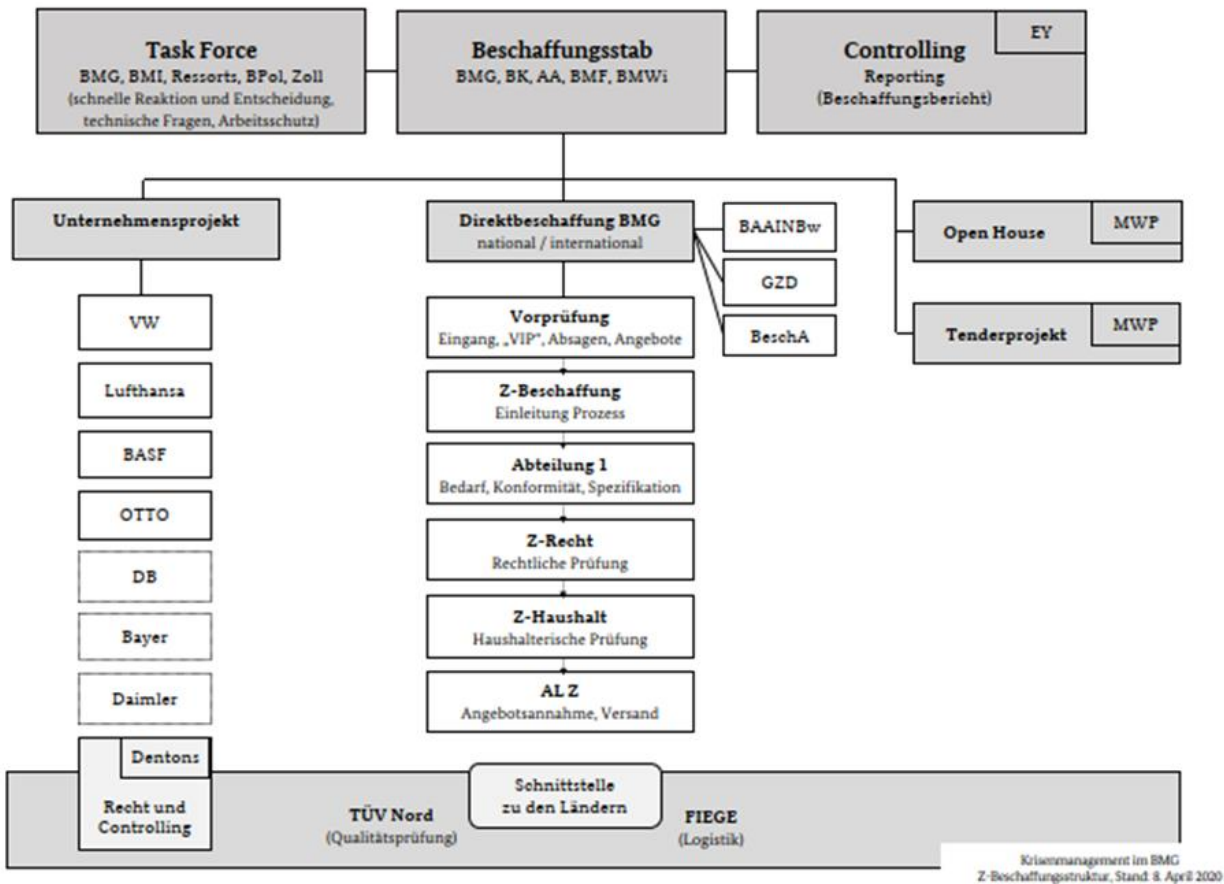 Task Force
BMG, BMI, Ressorts, BPol, Zoll
(schnelle Reaktion und Entscheidung,
technische Fragen, Arbeitsschutz)
Beschaffungsstab
BMG, BK, AA, BMF, BMWi
Controlling
Reporting
(Beschaffungsbericht)
EY
Unternehmensprojekt
VW
Lufthansa
BASF
OTTO
DB
Bayer
Daimler
Dentons
Recht und
Controlling
Direktbeschaffung BMG
national / international
BAAINBw
GZD
BeschA
Vorprüfung
Eingang, „VIP“, Absagen, Angebote
Z-Beschaffung
Einleitung Prozess
Abteilung 1
Bedarf, Konformität, Spezifikation
Z-Recht
Rechtliche Prüfung
Z-Haushalt
Haushalterische Prüfung
AL Z
Angebotsannahme, Versand
Open House
MWP
Tenderprojekt
MWP
TÜV Nord
(Qualitätsprüfung)
Schnittstelle
zu den Ländern
FIEGE
(Logistik)
Krisenmanagement im BMG
Z-Beschaffungsstruktur, Stand: 8. April 2020